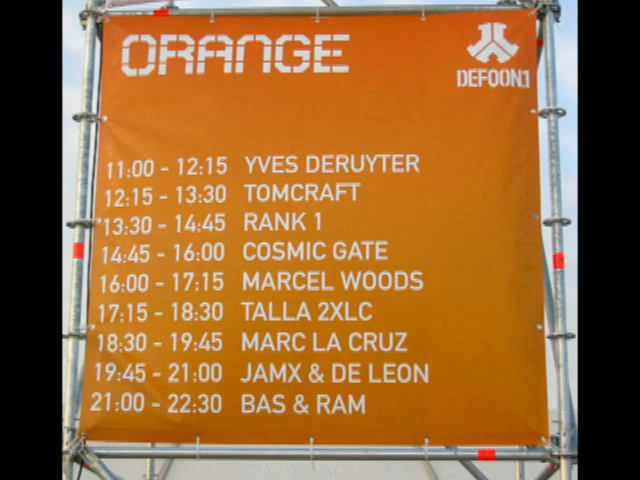 ORANGE
DEFQON.1
11:00 - 12:15 YVES DERUYTER
12:15 - 13:30 TOMCRAFT
13:30 - 14:45 RANK 1
14:45 - 16:00 COSMIC GATE
16:00 - 17:15 MARCEL WOODS
17:15 - 18:30 TALLA 2XLC
18:30 - 19:45 MARC LA CRUZ
19:45 - 21:00 JAMX & DE LEON
21:00 - 22:30 BAS & RAM